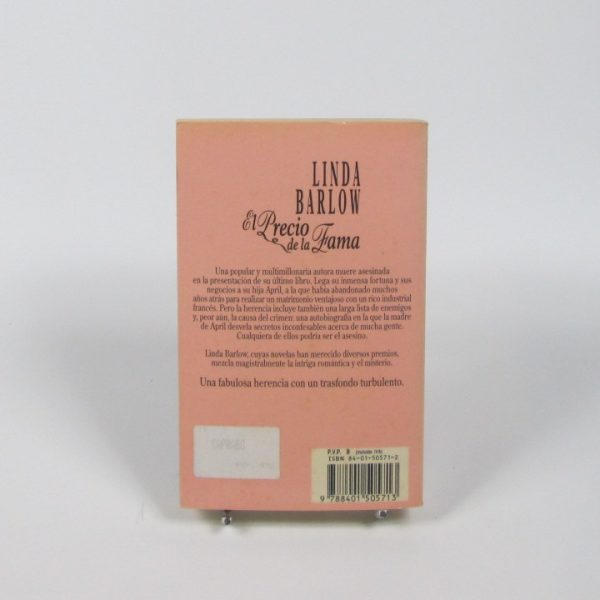 LINDA
BARLOW
El Precio
de la Fama
Una popular y multimillonaria autora muere asesinada
en la presentación de su último libro. Lega su inmensa fortuna y sus
negocios a su hija April, a la que había abandonado muchos
años atrás para realizar un matrimonio ventajoso con un rico industrial
francés. Pero la herencia incluye también una larga lista de enemigos
y, peor aún, la causa del crimen: una autobiografía en la que la madre
de April desvela secretos inconfesables acerca de mucha gente.
Cualquiera de ellos podría ser el asesino.
Linda Barlow, cuyas novelas han merecido diversos premios,
mezcla magistralmente la intriga romántica y el misterio.
Una fabulosa herencia con un trasfondo turbulento.
P.V.P. B
ISBN 84-01-50571-2
9 788401 505713